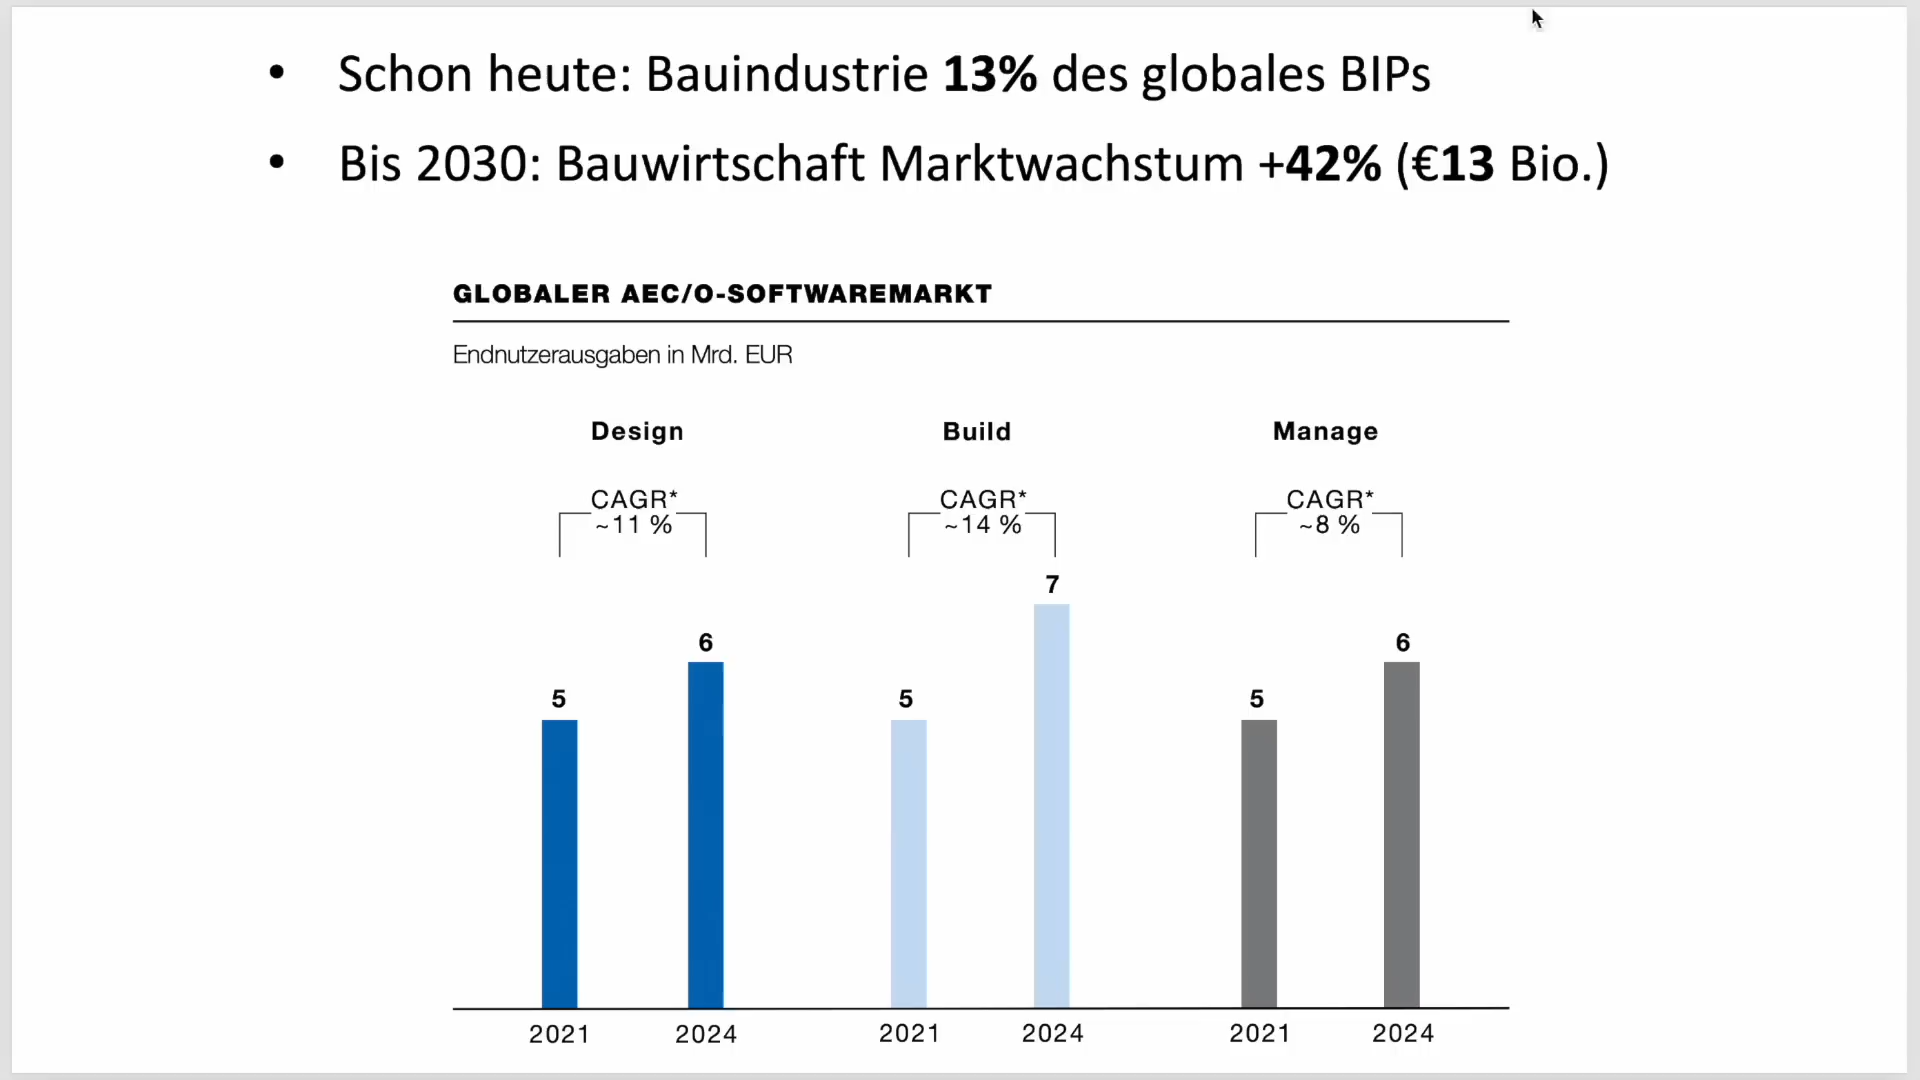 • Schon heute: Bauindustrie 13% des globales BIPs
• Bis 2030: Bauwirtschaft Marktwachstum +42% (€13 Bio.)
GLOBALER AEC/O-SOFTWAREMARKT
Endnutzerausgaben in Mrd. EUR
Design Build Manage
CAGR* CAGR* CAGR*
~11 % ~14 % ~8 %
7
6 6
5 5 5
2021 2024 2021 2024 2021 2024